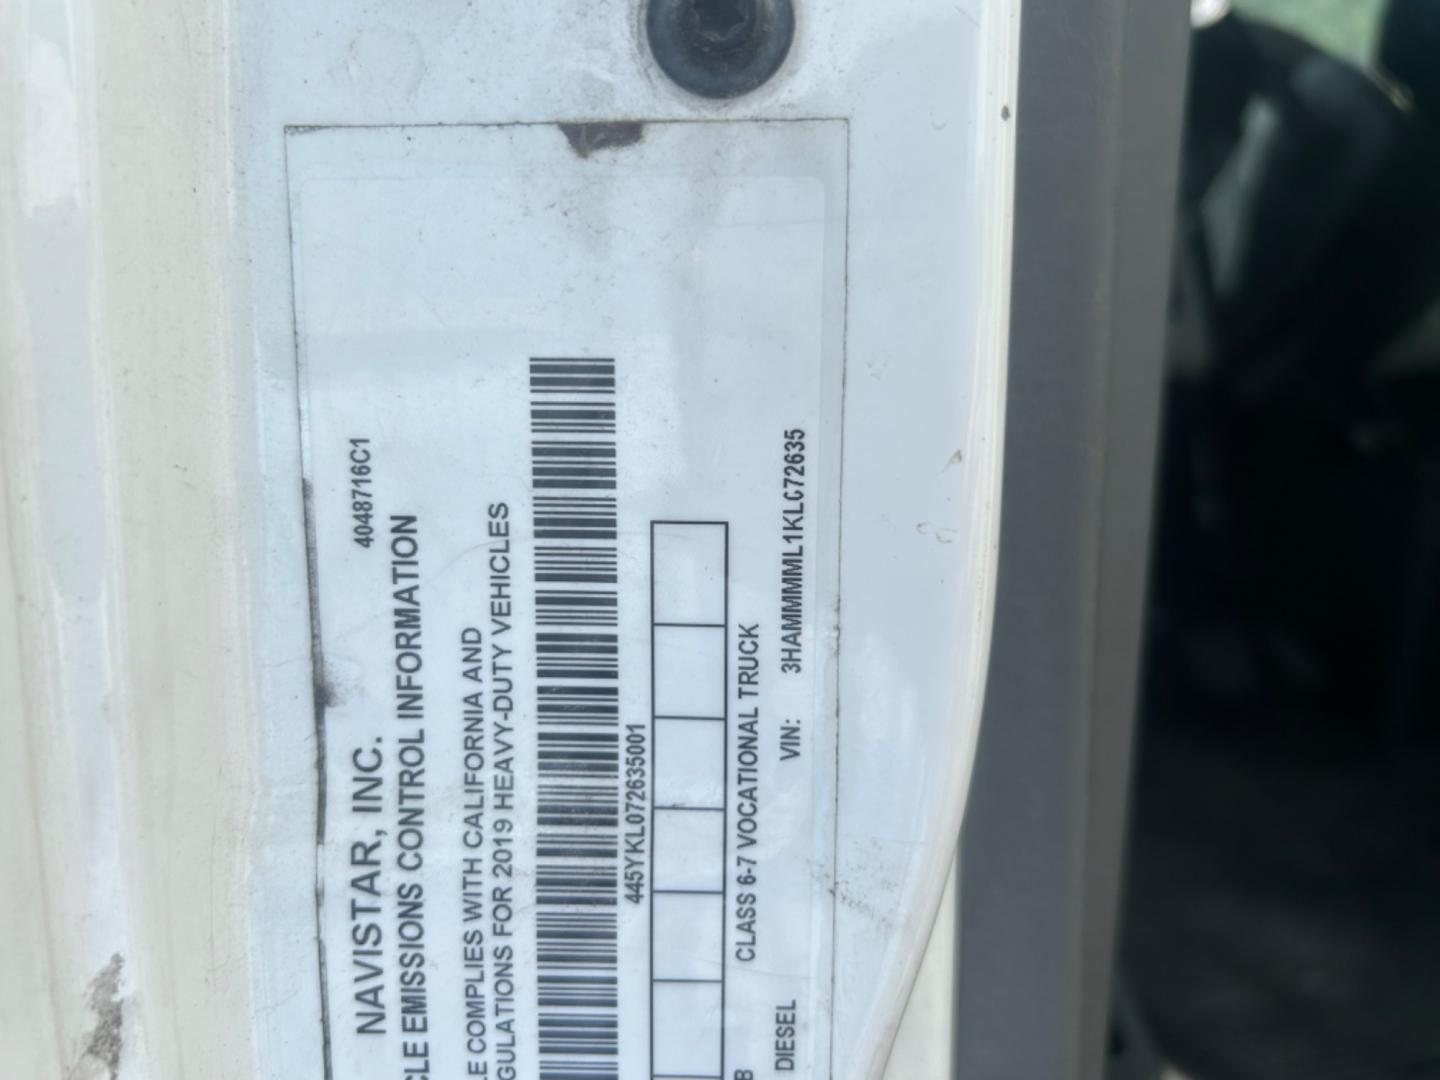 4048716C1
NAVISTAR, INC.
CLE EMISSIONS CONTROL INFORMATION
LE COMPLIES WITH CALIFORNIA AND
GULATIONS FOR 2019 HEAVY-DUTY VEHICLES
445YKL072635001
B CLASS 6-7 VOCATIONAL TRUCK
DIESEL VIN: 3HAMMMML1KLC72635